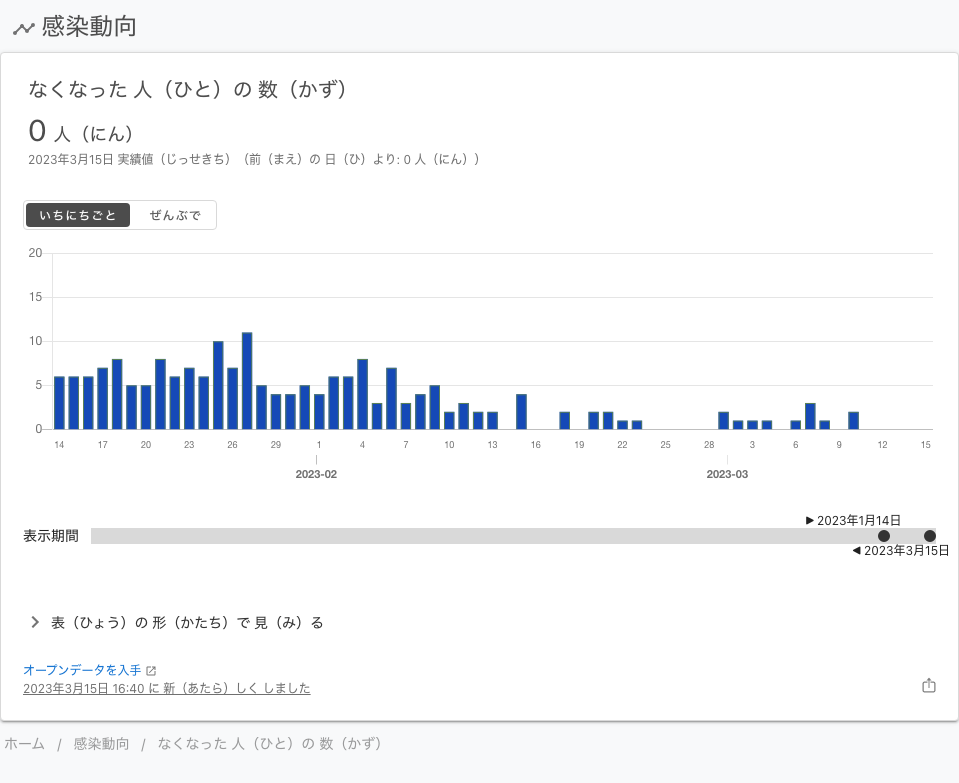 感染動向
なくなった 人（ひと）の 数（かず）
0 人（にん）
2023年3月15日 実績値（じっせきち）（前（まえ）の 日（ひ）より: 0 人（にん））
いちにちごと ぜんぶで
20
15
10
5
0
14 17 20 23 26 29 1 4 7 10 13 16 19 22 25 28 3 6 9 12 15
2023-02 2023-03
▶ 2023年1月14日
表示期間
◀ 2023年3月15日
表（ひょう）の 形（かたち）で 見（み）る
オープンデータを入手
2023年3月15日 16:40 に 新（あたら）しく しました
ホーム / 感染動向 / なくなった 人（ひと）の 数（かず）